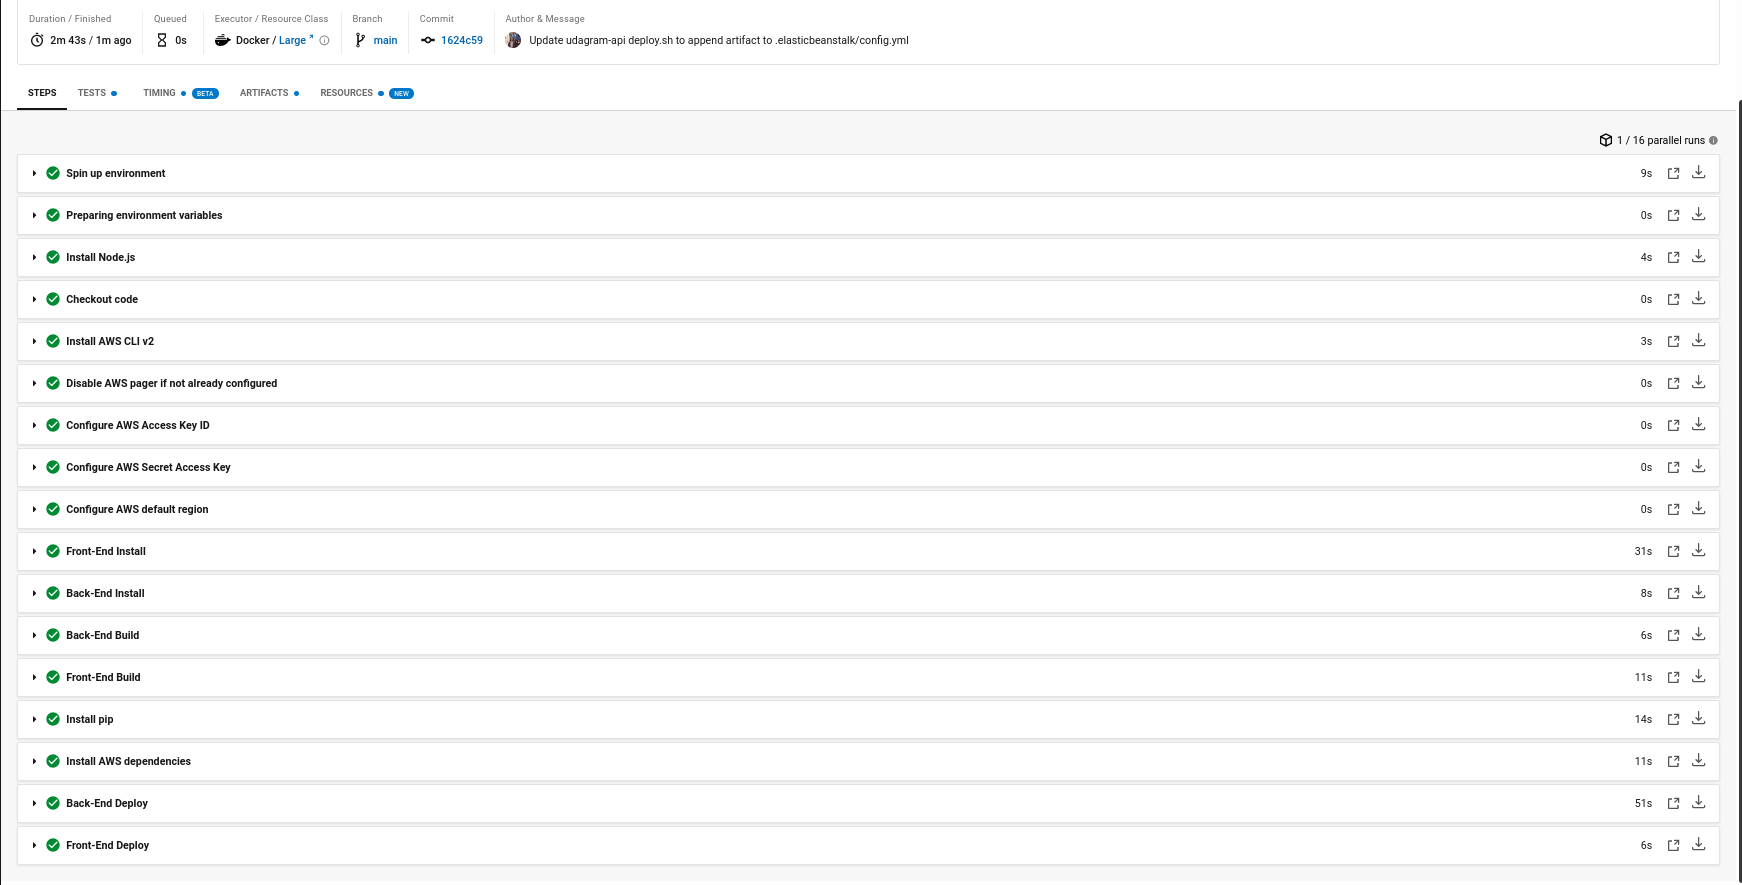 Duration / Finished Queued Executor / Resource Class Branch Commit Author & Message
2m 43s / 1m ago 0s Docker / Large main 1624c59 Update udagram-api deploy.sh to append artifact to .elasticbeanstalk/config.yml
STEPS TESTS TIMING BETA ARTIFACTS RESOURCES NEW
1 / 16 parallel runs
Spin up environment 9s
Preparing environment variables 0s
Install Node.js 4s
Checkout code 0s
Install AWS CLI v2 3s
Disable AWS pager if not already configured 0s
Configure AWS Access Key ID 0s
Configure AWS Secret Access Key 0s
Configure AWS default region 0s
Front-End Install 31s
Back-End Install 8s
Back-End Build 6s
Front-End Build 11s
Install pip 14s
Install AWS dependencies 11s
Back-End Deploy 51s
Front-End Deploy 6s